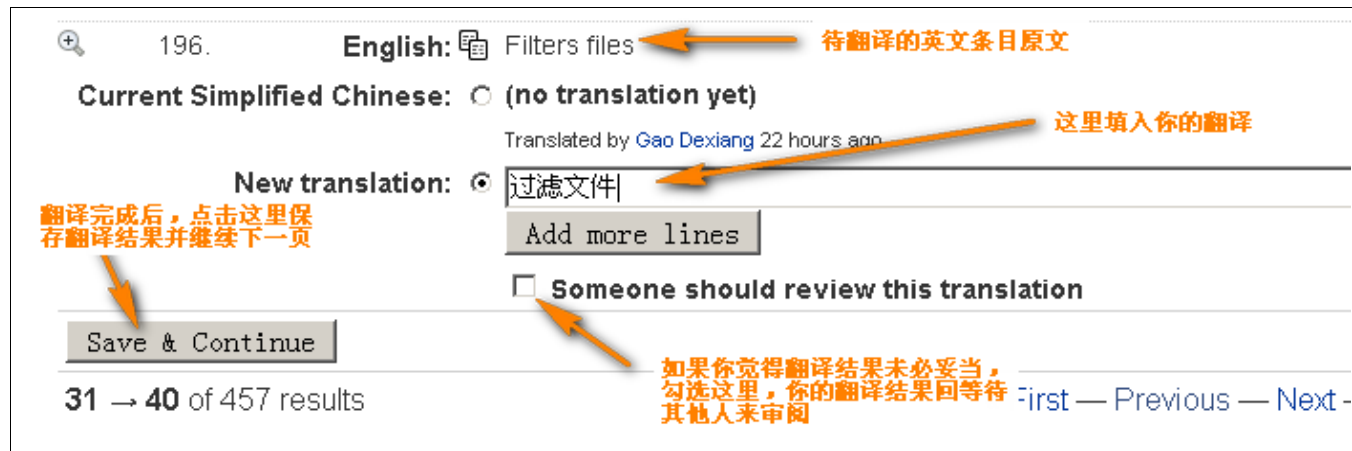 196. English: Filters files 待翻译的英文条目原文
Current Simplified Chinese: (no translation yet)
这里填入你的翻译
Translated by Gao Dexiang 22 hours ago
New translation: 过滤文件
翻译完成后，点击这里保
存翻译结果并继续下一页
Add more lines
Someone should review this translation
Save & Continue
如果你觉得翻译结果未必妥当，
勾选这里，你的翻译结果回等待
其他人来审阅
31 → 40 of 457 results
First — Previous — Next -